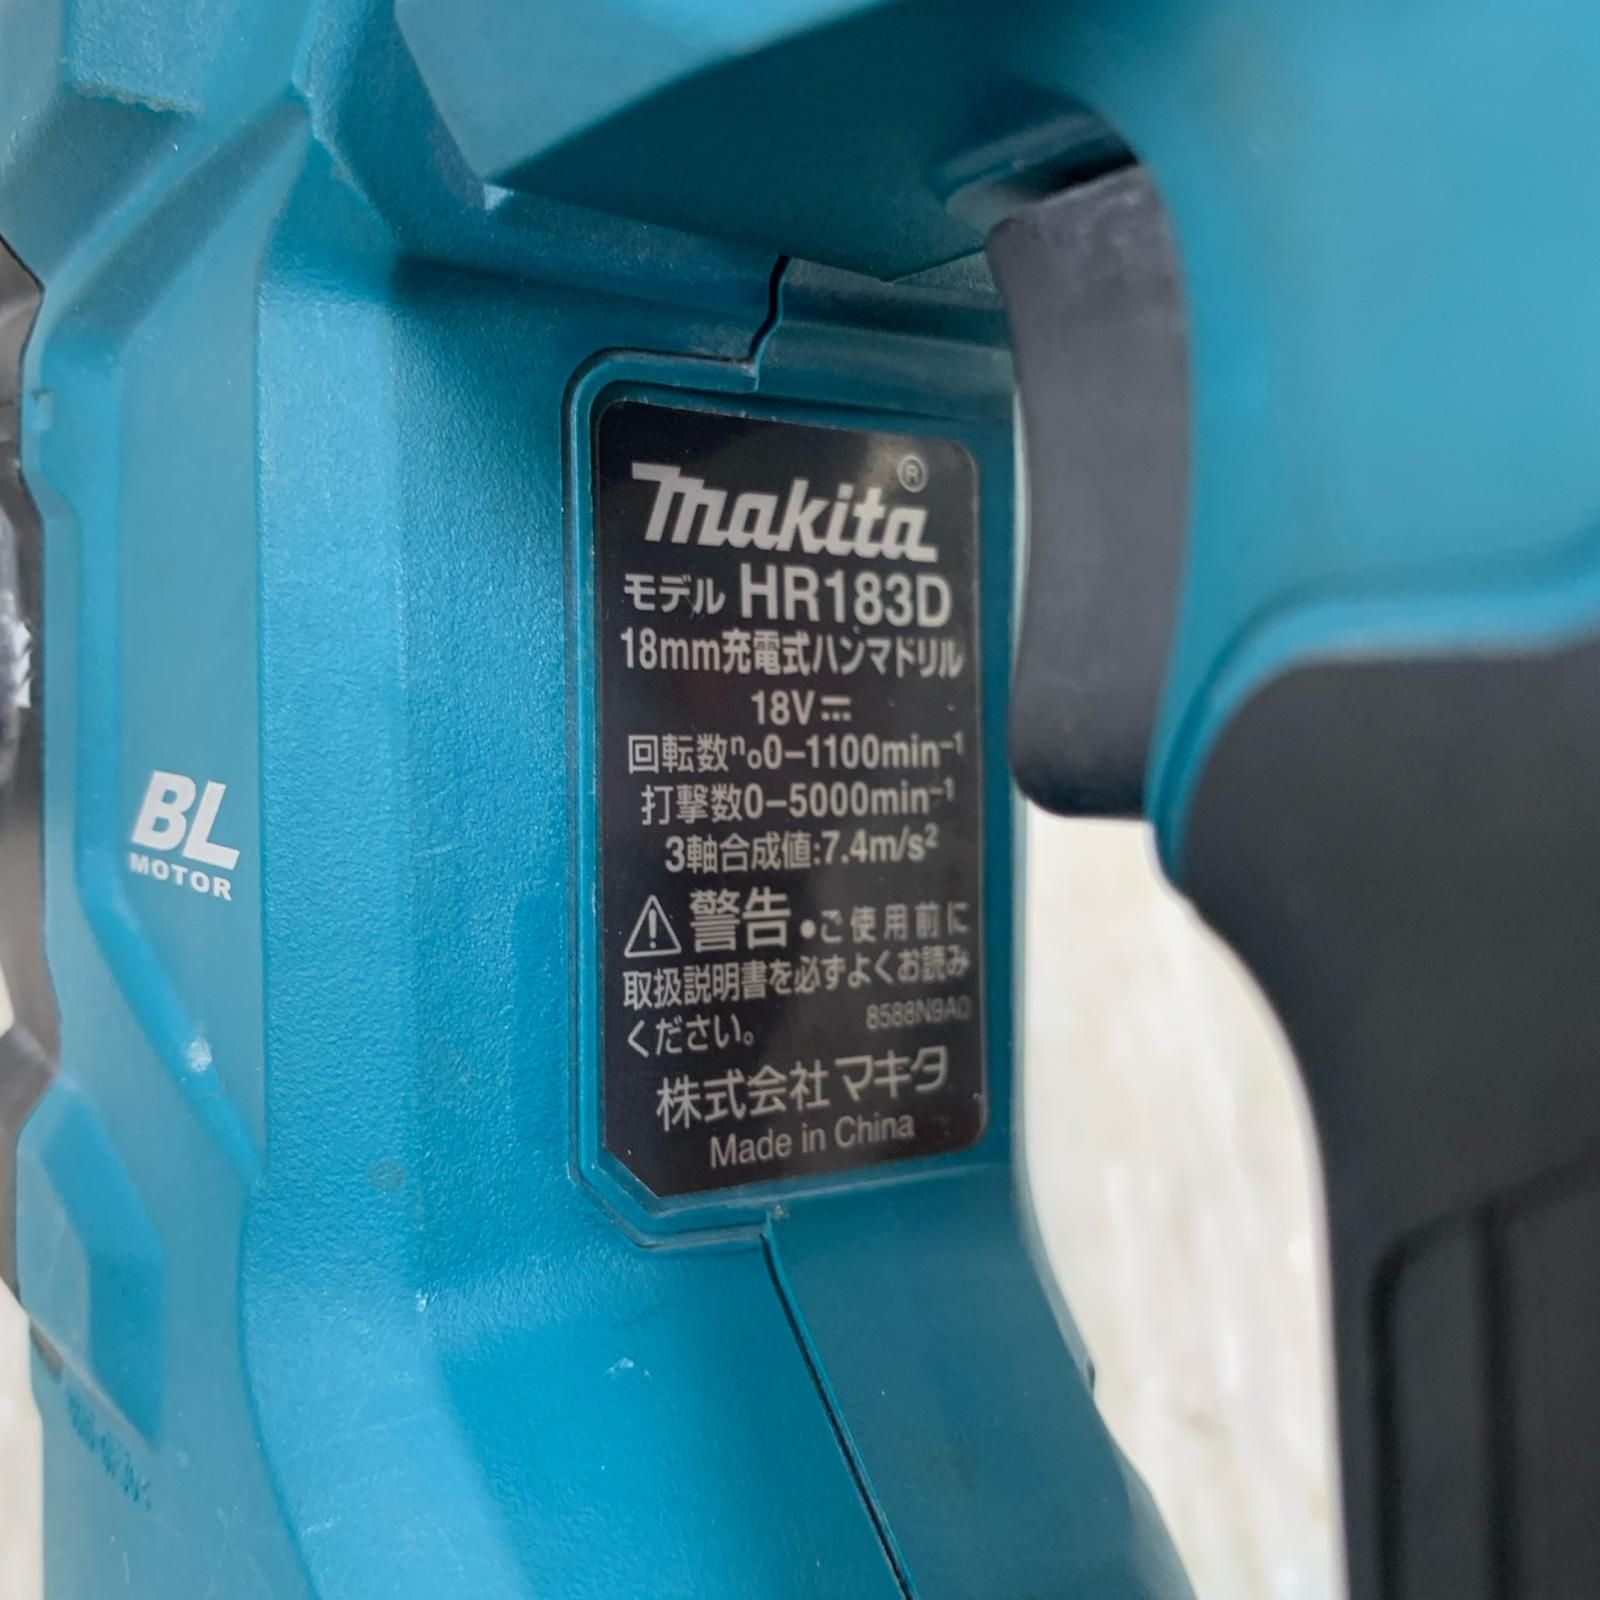 makita®
モデル HR183D
18mm充電式ハンマドリル
18V⎓
回転数n₀0–1100min⁻¹
打撃数0–5000min⁻¹
3軸合成値:7.4m/s²
⚠警告 •ご使用前に
取扱説明書を必ずよくお読み
ください。
8588N9A0
株式会社マキタ
Made in China
BL
MOTOR